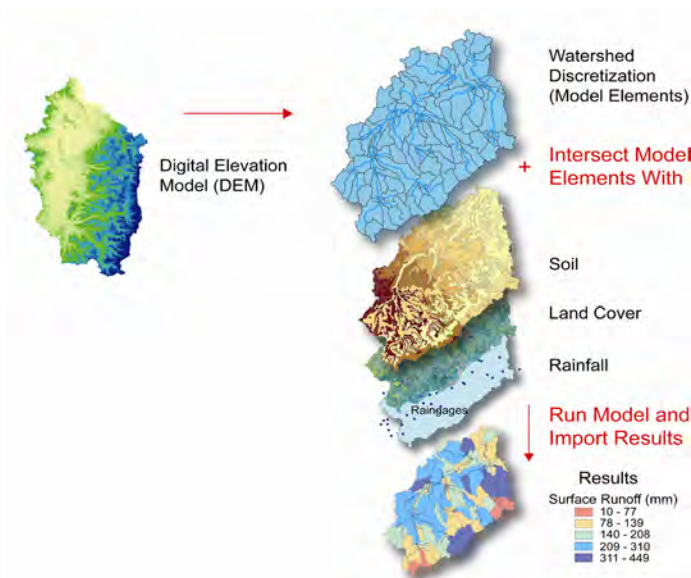 Watershed
Discretization
(Model Elements)
Digital Elevation
Model (DEM)
+ Intersect Model
Elements With
Soil
Land Cover
Rainfall
Raingages
Run Model and
Import Results
Results
Surface Runoff (mm)
10 - 77
78 - 139
140 - 208
209 - 310
311 - 449